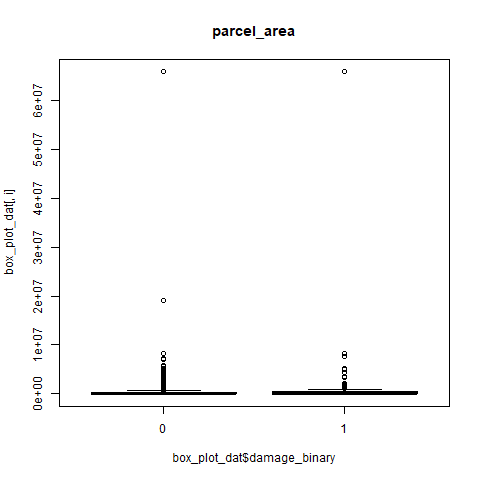 parcel_area
box_plot_dat[, i]
6e+07
5e+07
4e+07
3e+07
2e+07
1e+07
0e+00
0 1
box_plot_dat$damage_binary